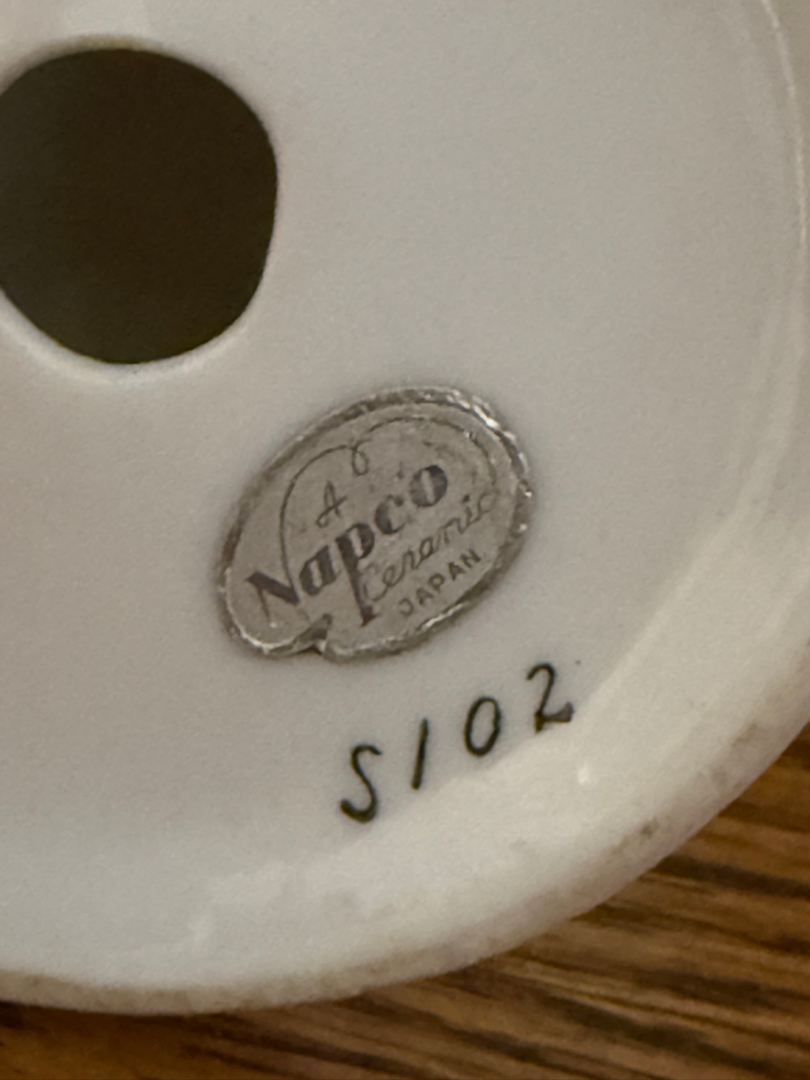 A
Napco
Ceramic
JAPAN
S102